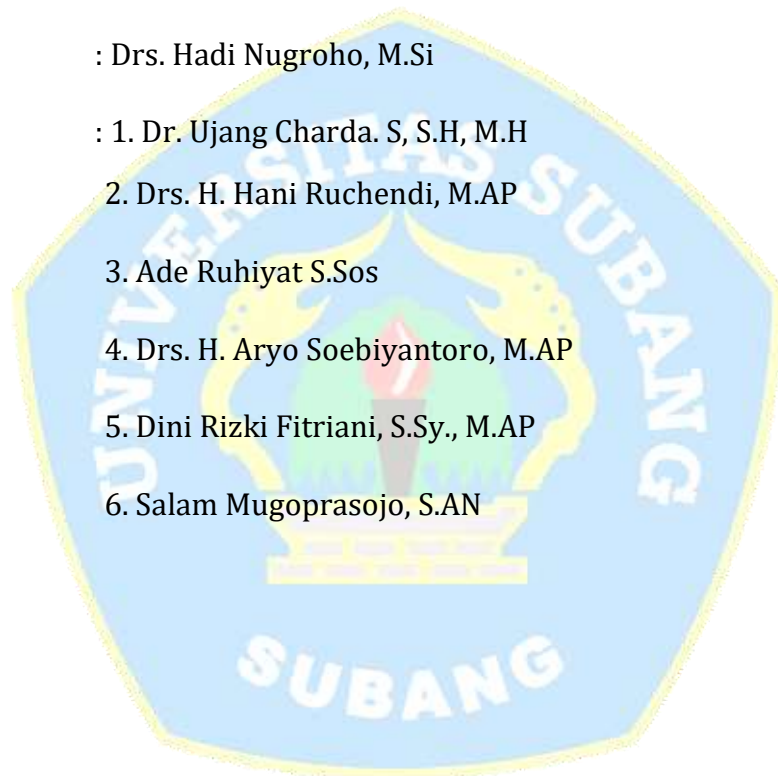 : Drs. Hadi Nugroho, M.Si
: 1. Dr. Ujang Charda. S, S.H, M.H
2. Drs. H. Hani Ruchendi, M.AP
3. Ade Ruhiyat S.Sos
4. Drs. H. Aryo Soebiyantoro, M.AP
5. Dini Rizki Fitriani, S.Sy., M.AP
6. Salam Mugoprasojo, S.AN
UNIVERSITAS SUBANG
SUBANG